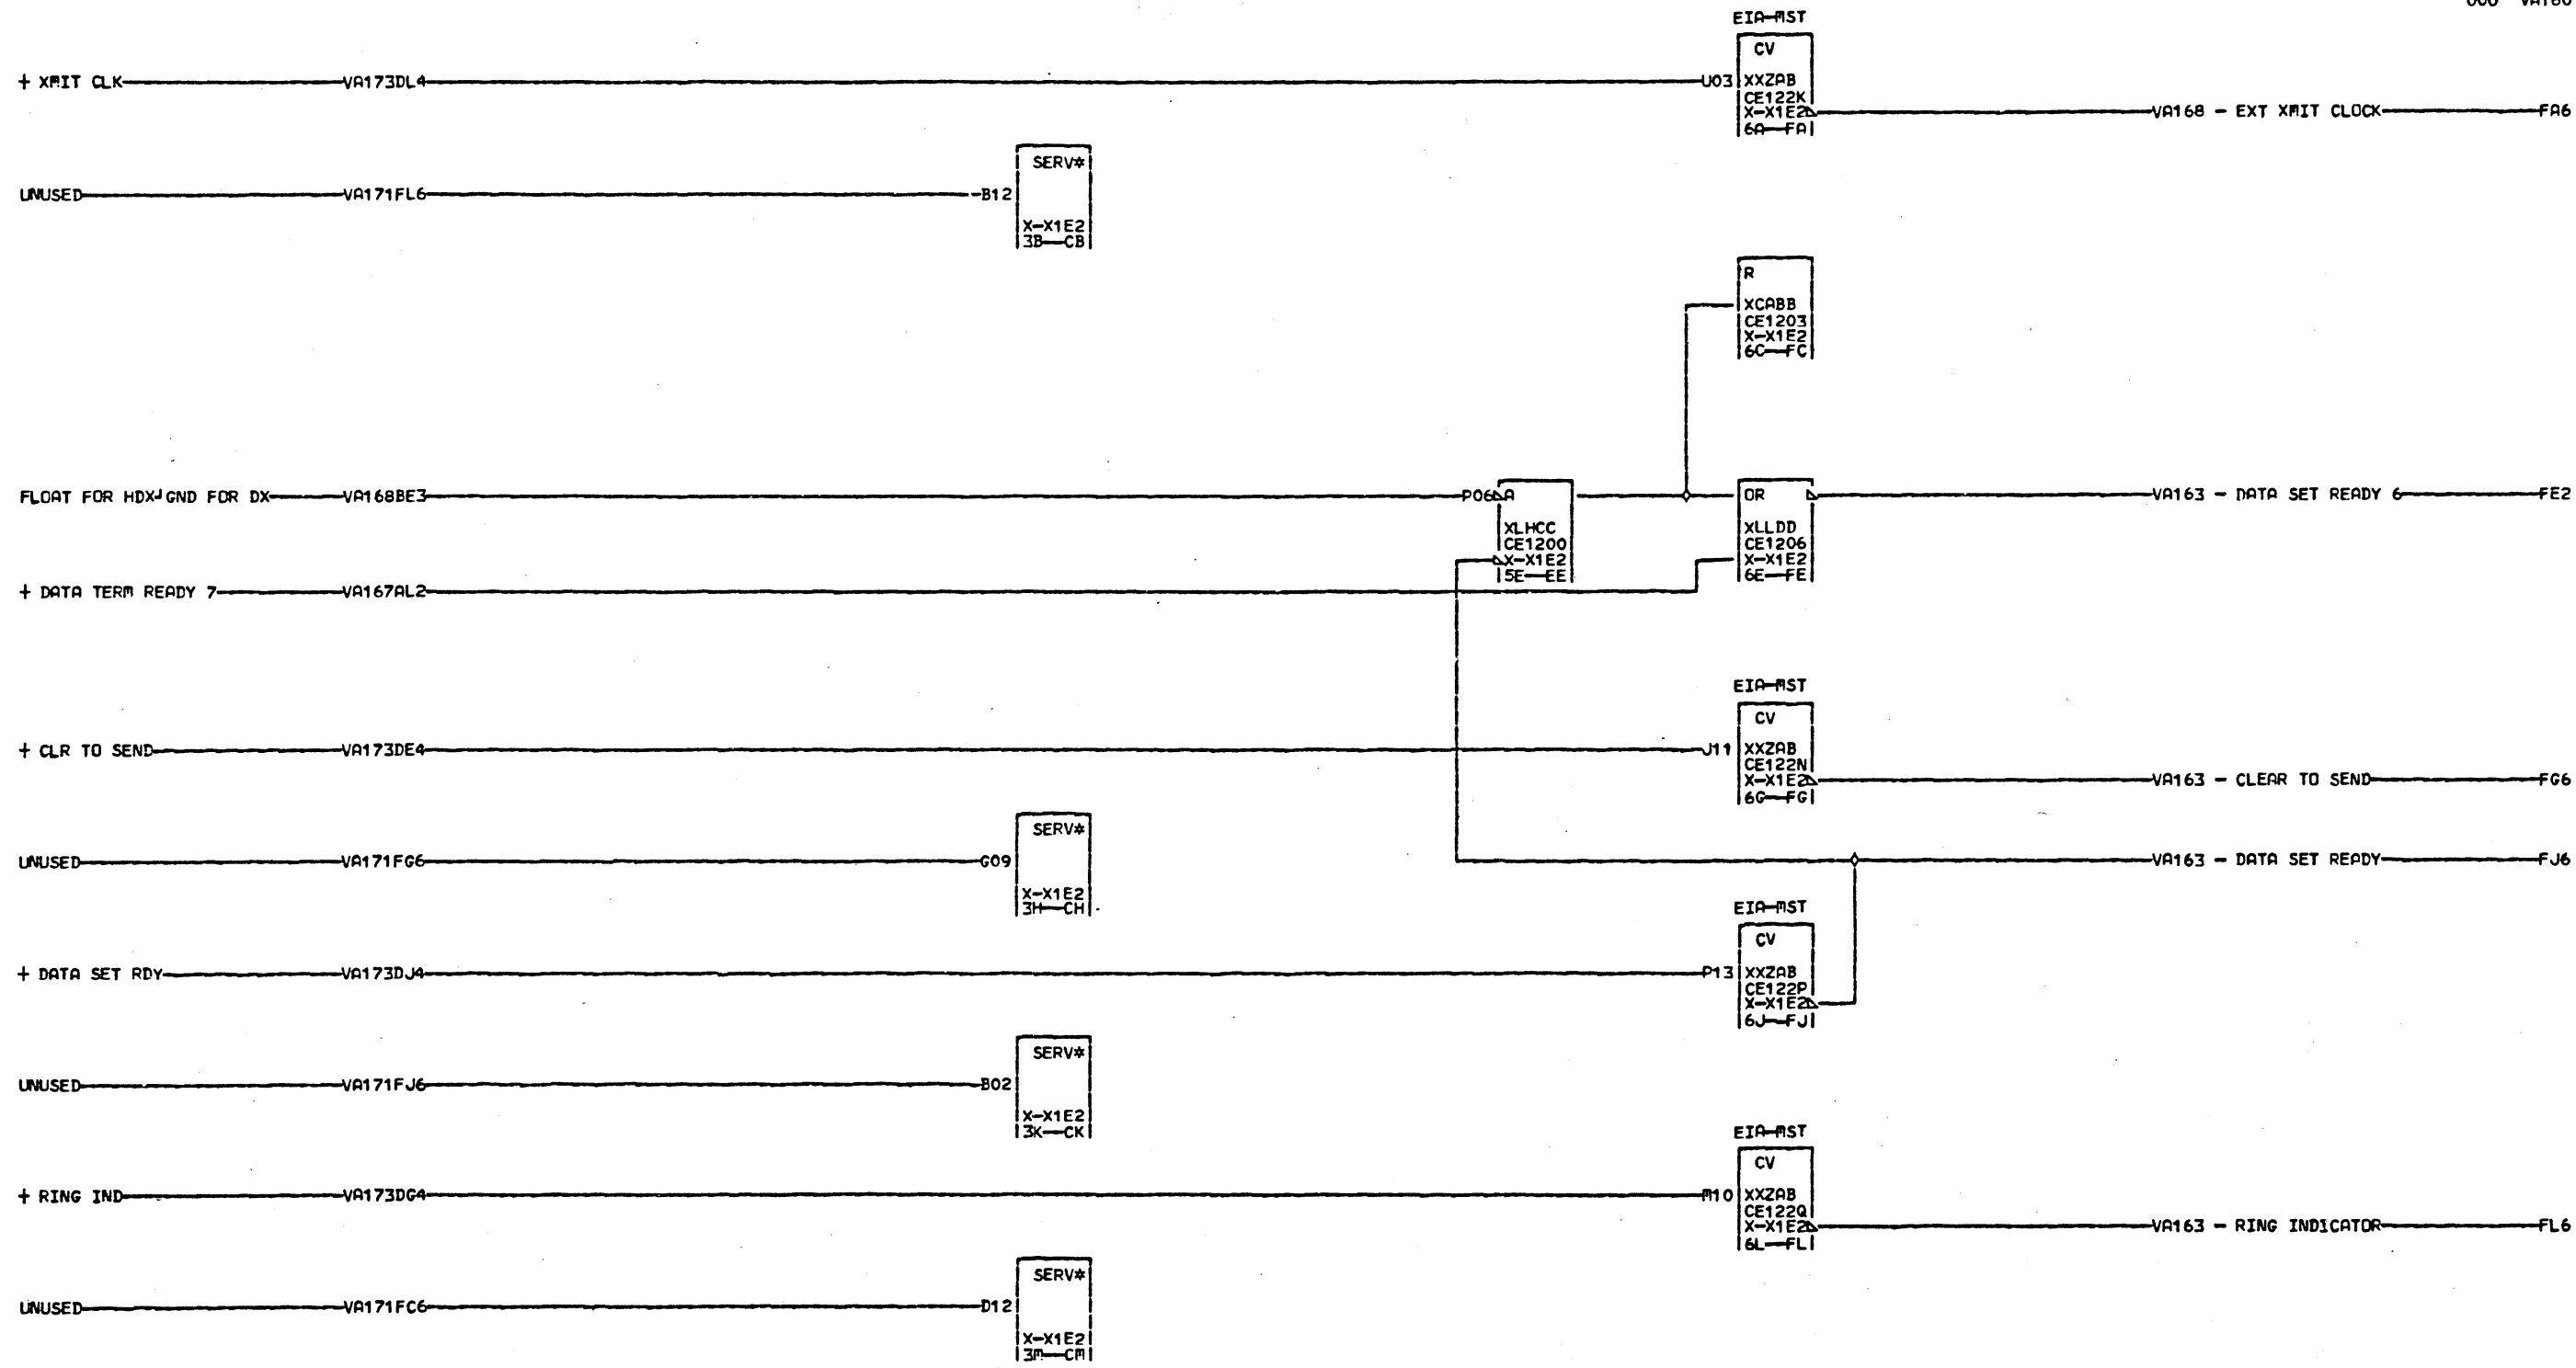 000 VA160
EIA-MST
CV
+ XMIT CLK VA173DL4 U03 XXZAB
CE122K
X-X1E2 VA168 - EXT XMIT CLOCK FA6
6A FA
SERV*
UNUSED VA171FL6 B12
X-X1E2
3B CB
R
XCABB
CE1203
X-X1E2
6C FC
FLOAT FOR HDX GND FOR DX VA168BE3 P06 A OR VA163 - DATA SET READY 6 FE2
XLHCC XLLDD
CE1200 CE1206
X-X1E2 X-X1E2
5E EE 6E FE
+ DATA TERM READY 7 VA167AL2
EIA-MST
CV
+ CLR TO SEND VA173DE4 J11 XXZAB
CE122N
X-X1E2 VA163 - CLEAR TO SEND FG6
6G FG
SERV*
UNUSED VA171FG6 G09 VA163 - DATA SET READY FJ6
X-X1E2
3H CH
EIA-MST
CV
+ DATA SET RDY VA173DJ4 P13 XXZAB
CE122P
X-X1E2
6J FJ
SERV*
UNUSED VA171FJ6 B02
X-X1E2
3K CK
EIA-MST
CV
+ RING IND VA173DG4 M10 XXZAB
CE122Q
X-X1E2 VA163 - RING INDICATOR FL6
6L FL
SERV*
UNUSED VA171FC6 D12
X-X1E2
3M CM